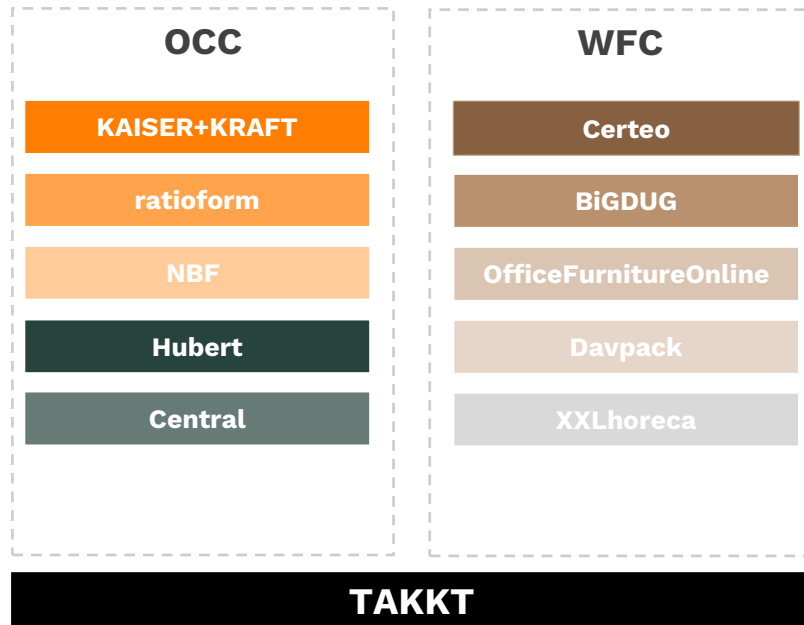 OCC
KAISER+KRAFT
ratioform
NBF
Hubert
Central
WFC
Certeo
BiGDUG
OfficeFurnitureOnline
Davpack
XXLhoreca
TAKKT